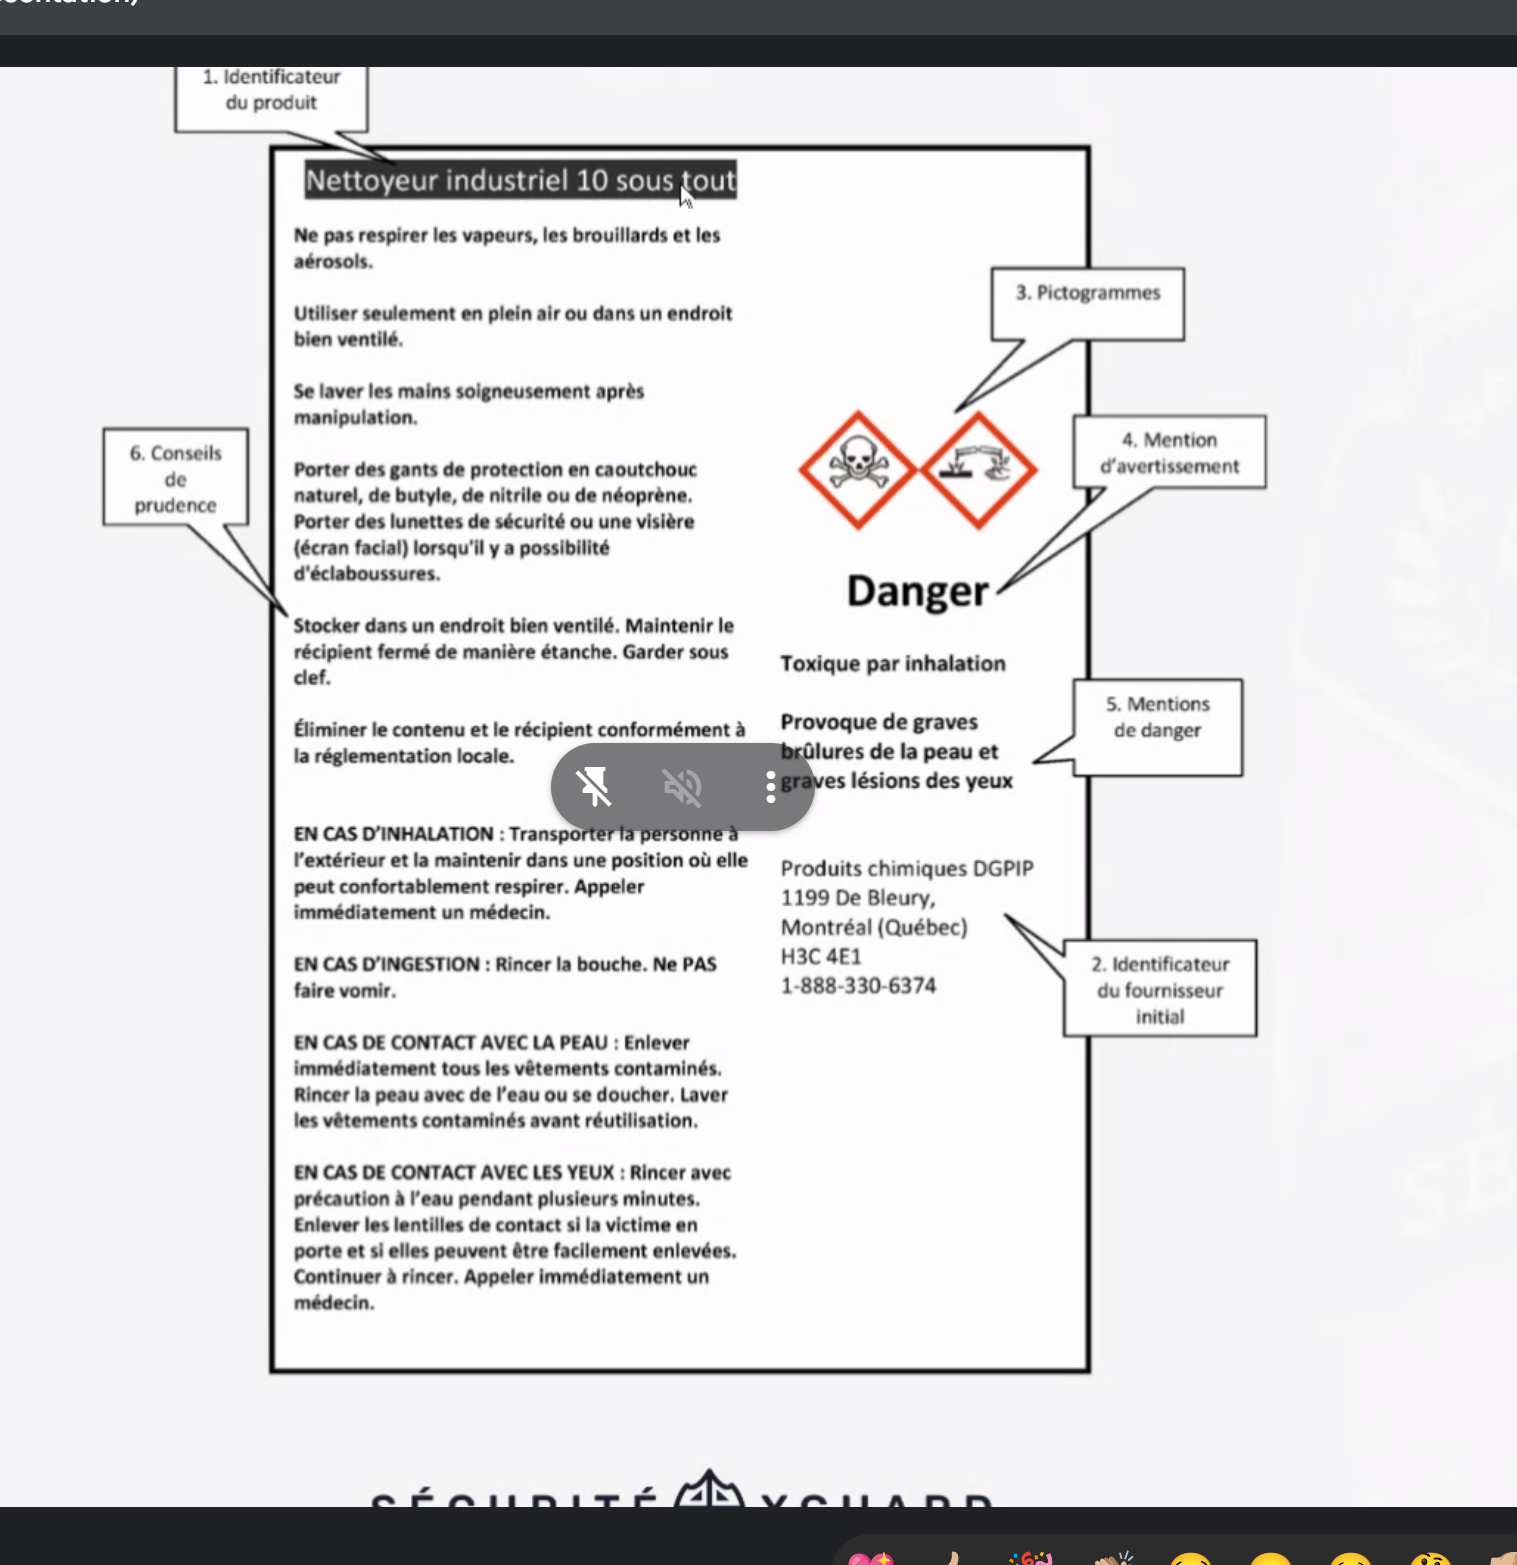 1. Identificateur
du produit
Nettoyeur industriel 10 sous tout
Ne pas respirer les vapeurs, les brouillards et les
aérosols.
Utiliser seulement en plein air ou dans un endroit
bien ventilé.
Se laver les mains soigneusement après
manipulation.
Porter des gants de protection en caoutchouc
naturel, de butyle, de nitrile ou de néoprène.
Porter des lunettes de sécurité ou une visière
(écran facial) lorsqu'il y a possibilité
d'éclaboussures.
6. Conseils
de
prudence
Stocker dans un endroit bien ventilé. Maintenir le
récipient fermé de manière étanche. Garder sous
clef.
Éliminer le contenu et le récipient conformément à
la réglementation locale.
EN CAS D'INHALATION : Transporter la personne à
l'extérieur et la maintenir dans une position où elle
peut confortablement respirer. Appeler
immédiatement un médecin.
EN CAS D'INGESTION : Rincer la bouche. Ne PAS
faire vomir.
EN CAS DE CONTACT AVEC LA PEAU : Enlever
immédiatement tous les vêtements contaminés.
Rincer la peau avec de l'eau ou se doucher. Laver
les vêtements contaminés avant réutilisation.
EN CAS DE CONTACT AVEC LES YEUX : Rincer avec
précaution à l'eau pendant plusieurs minutes.
Enlever les lentilles de contact si la victime en
porte et si elles peuvent être facilement enlevées.
Continuer à rincer. Appeler immédiatement un
médecin.
3. Pictogrammes
4. Mention
d'avertissement
Danger
Toxique par inhalation
Provoque de graves
brûlures de la peau et
graves lésions des yeux
5. Mentions
de danger
Produits chimiques DGPIP
1199 De Bleury,
Montréal (Québec)
H3C 4E1
1-888-330-6374
2. Identificateur
du fournisseur
initial
SÉCURITÉ XGUARD